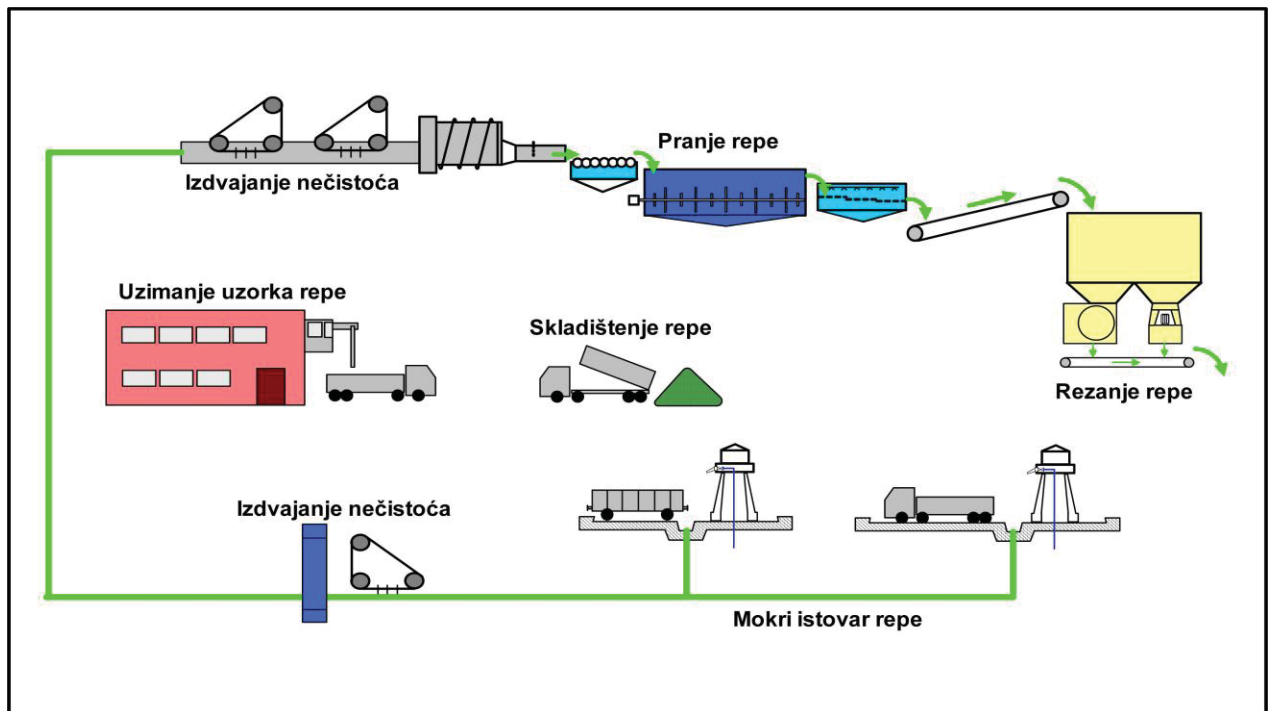 Pranje repe
Izdvajanje nečistoća
Uzimanje uzorka repe
Skladištenje repe
Rezanje repe
Izdvajanje nečistoća
Mokri istovar repe